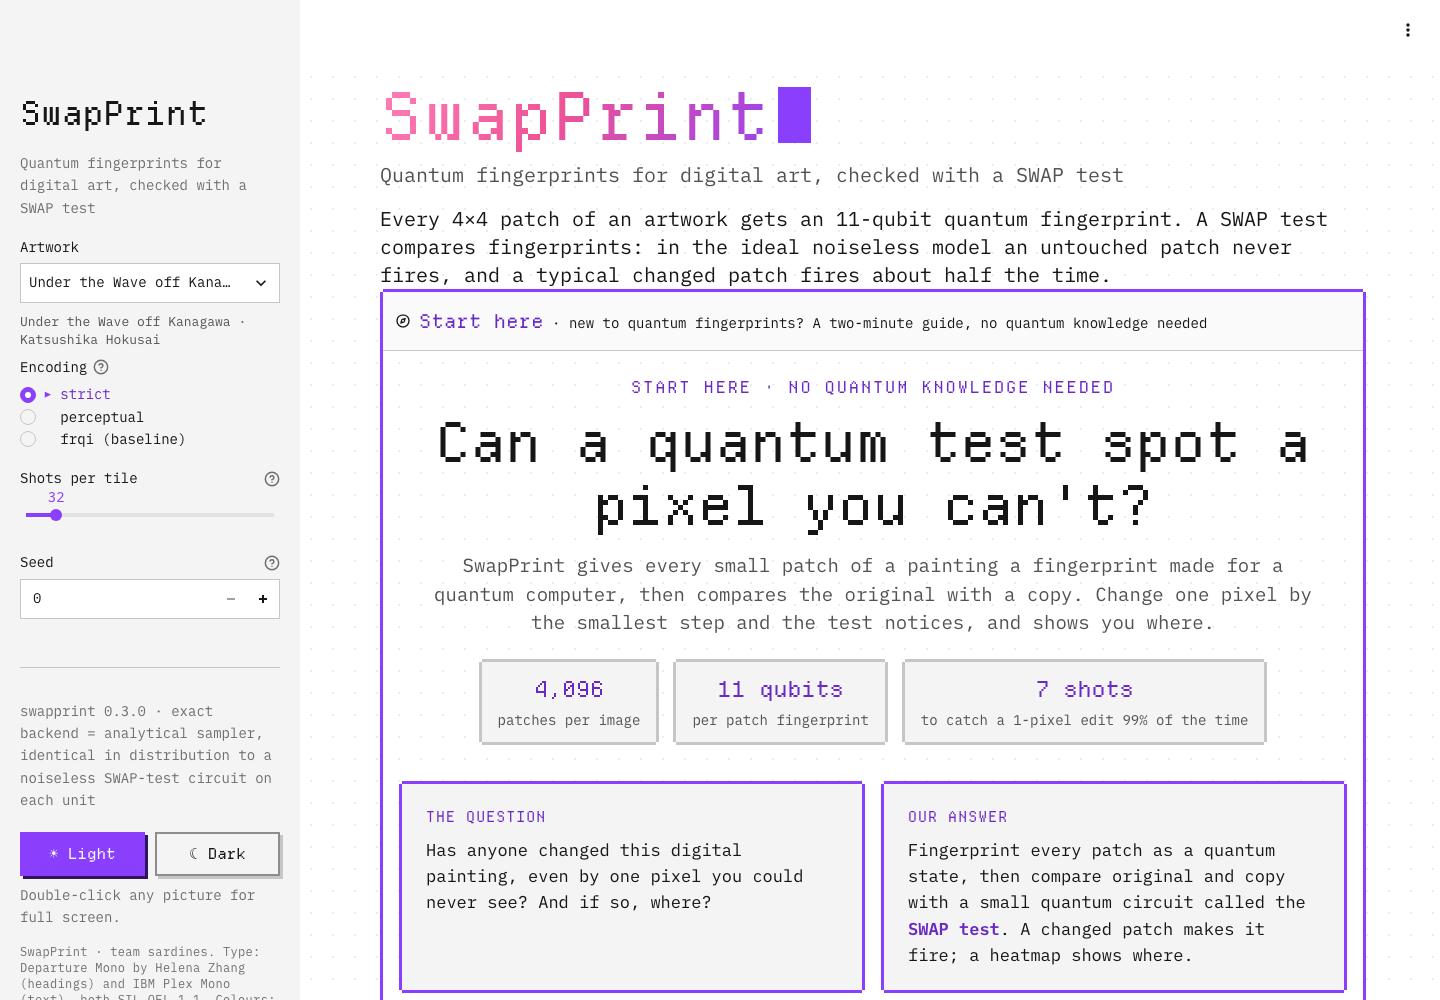 SwapPrint
Quantum fingerprints for
digital art, checked with a
SWAP test
Artwork
Under the Wave off Kana…
Under the Wave off Kanagawa ·
Katsushika Hokusai
Encoding
▸ strict
perceptual
frqi (baseline)
Shots per tile
32
Seed
0
swapprint 0.3.0 · exact
backend = analytical sampler,
identical in distribution to a
noiseless SWAP-test circuit on
each unit
☀ Light
☾ Dark
Double-click any picture for
full screen.
SwapPrint · team sardines. Type:
Departure Mono by Helena Zhang
(headings) and IBM Plex Mono
(text), both SIL OFL 1.1. Colours:
SwapPrint
Quantum fingerprints for digital art, checked with a SWAP test
Every 4×4 patch of an artwork gets an 11-qubit quantum fingerprint. A SWAP test
compares fingerprints: in the ideal noiseless model an untouched patch never
fires, and a typical changed patch fires about half the time.
Start here · new to quantum fingerprints? A two-minute guide, no quantum knowledge needed
START HERE · NO QUANTUM KNOWLEDGE NEEDED
Can a quantum test spot a
pixel you can't?
SwapPrint gives every small patch of a painting a fingerprint made for a
quantum computer, then compares the original with a copy. Change one pixel by
the smallest step and the test notices, and shows you where.
4,096
patches per image
11 qubits
per patch fingerprint
7 shots
to catch a 1-pixel edit 99% of the time
THE QUESTION
Has anyone changed this digital
painting, even by one pixel you could
never see? And if so, where?
OUR ANSWER
Fingerprint every patch as a quantum
state, then compare original and copy
with a small quantum circuit called the
SWAP test. A changed patch makes it
fire; a heatmap shows where.